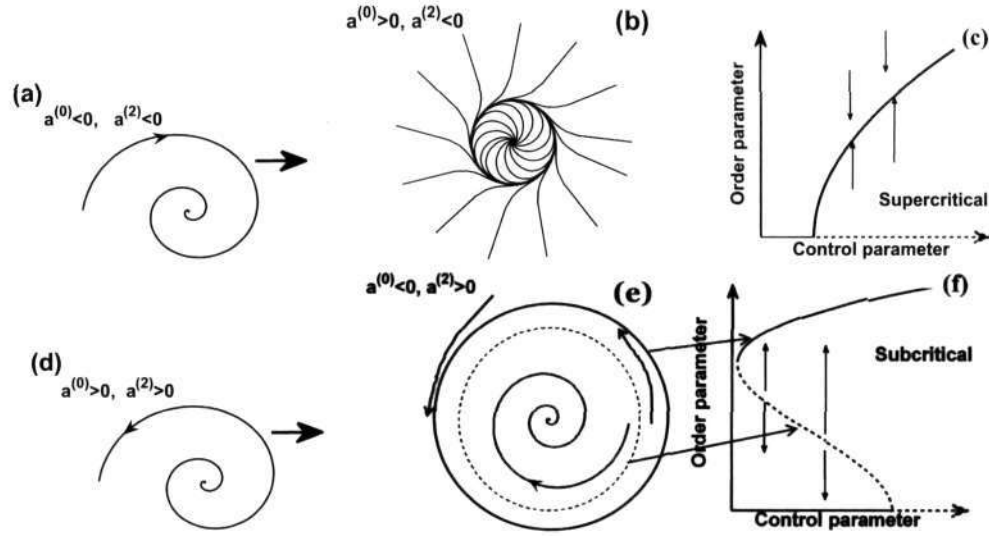 (a)
a(0)<0, a(2)<0
a(0)>0, a(2)<0
(b)
(c)
Order parameter
Supercritical
Control parameter
(d)
a(0)>0, a(2)>0
a(0)<0, a(2)>0
(e)
(f)
Order parameter
Subcritical
Control parameter